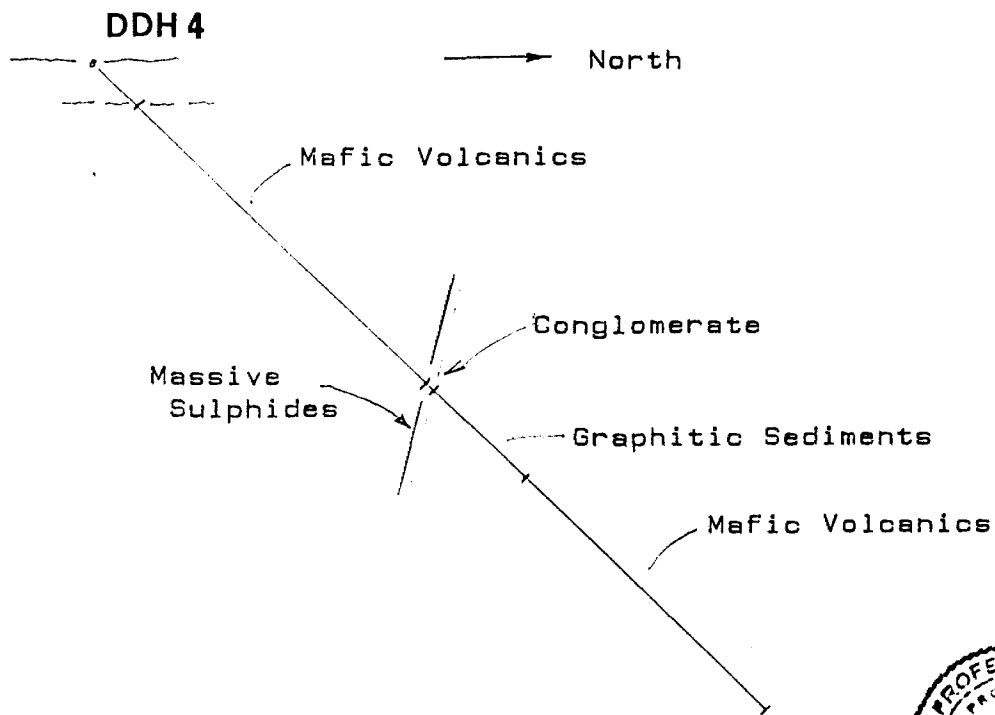 DDH 4
North
Mafic Volcanics
Conglomerate
Massive
Sulphides
Graphitic Sediments
Mafic Volcanics